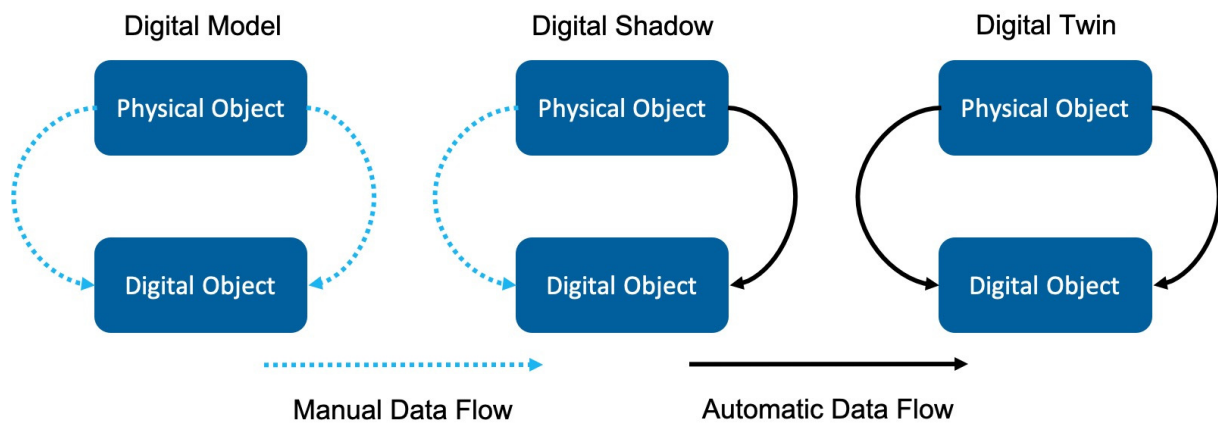 Digital Model
Digital Shadow
Digital Twin
Physical Object
Physical Object
Physical Object
Digital Object
Digital Object
Digital Object
Manual Data Flow
Automatic Data Flow